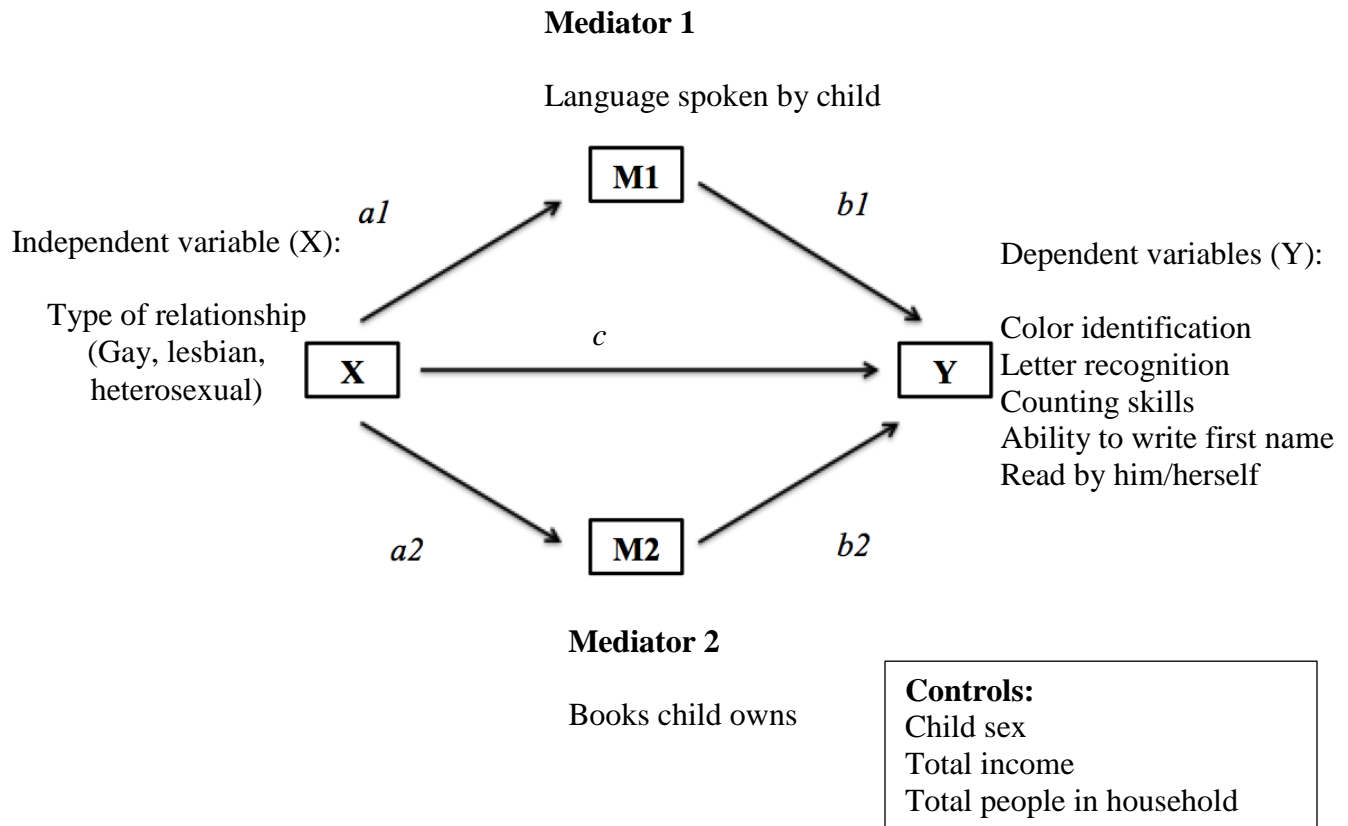 Mediator 1
Language spoken by child
M1
a1
b1
Independent variable (X):
Type of relationship
(Gay, lesbian,
heterosexual)
X
c
Y
Dependent variables (Y):
Color identification
Letter recognition
Counting skills
Ability to write first name
Read by him/herself
a2
M2
b2
Mediator 2
Books child owns
Controls:
Child sex
Total income
Total people in household